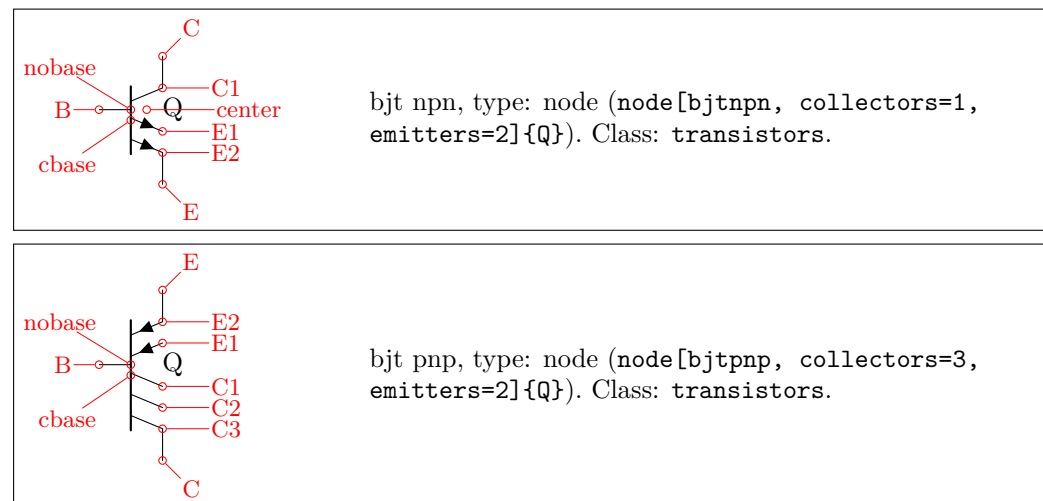 C
nobase
C1
B
Q
center
E1
E2
cbase
E
bjt npn, type: node (node[bjtnpn, collectors=1,
emitters=2]{Q}). Class: transistors.
E
nobase
E2
E1
B
Q
C1
C2
cbase
C3
C
bjt pnp, type: node (node[bjtpnp, collectors=3,
emitters=2]{Q}). Class: transistors.